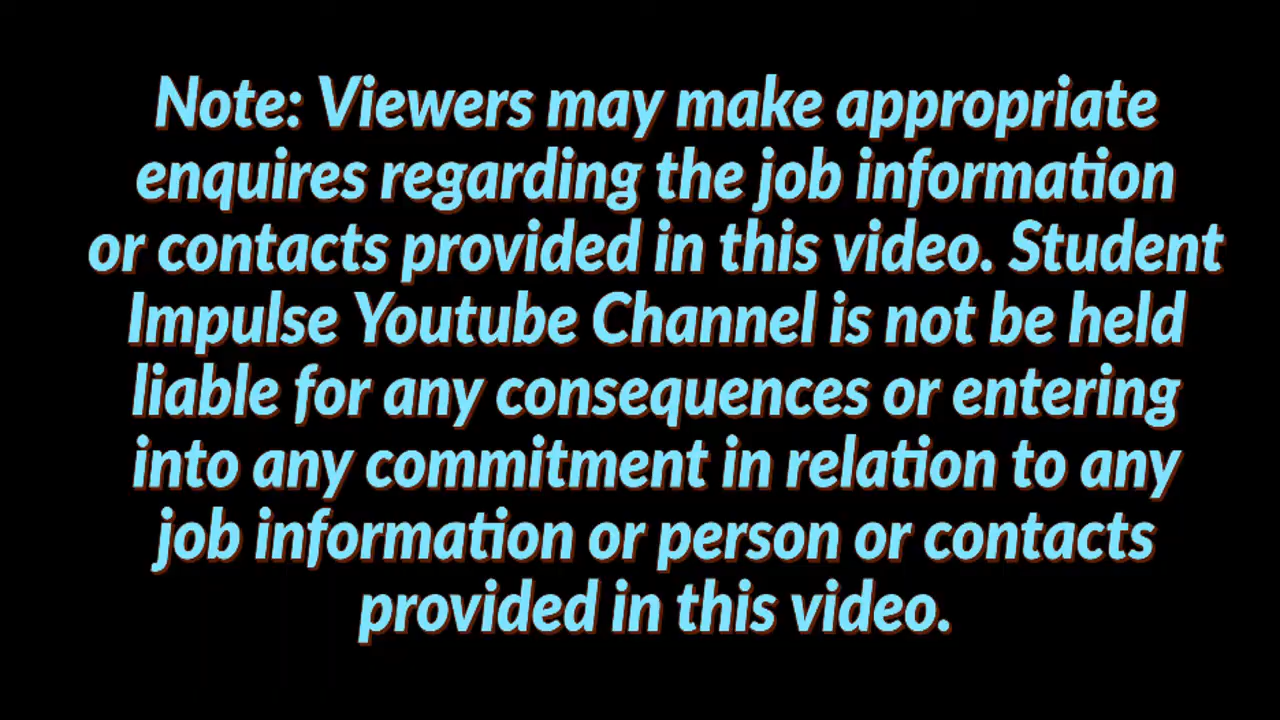 Note: Viewers may make appropriate
enquires regarding the job information
or contacts provided in this video. Student
Impulse Youtube Channel is not be held
liable for any consequences or entering
into any commitment in relation to any
job information or person or contacts
provided in this video.